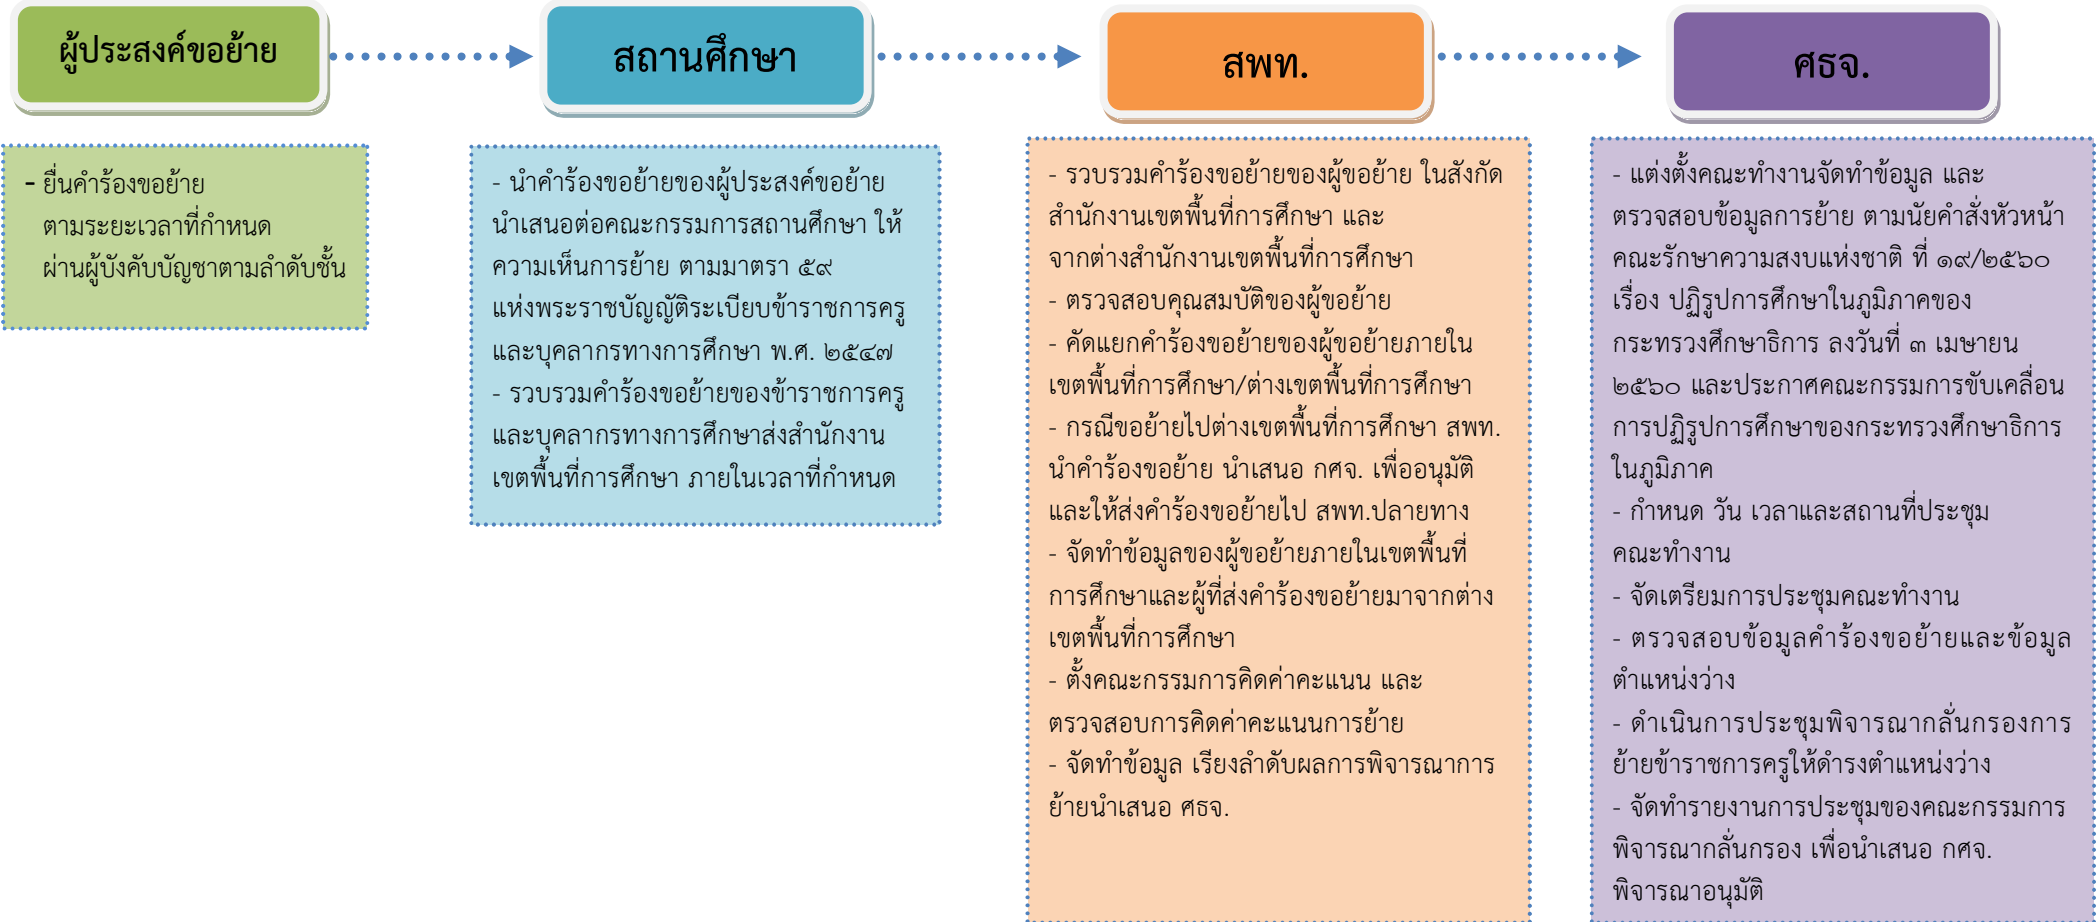 ผู้ประสงค์ขอย้าย
สถานศึกษา
สพท.
ศธจ.
- ยื่นคำร้องขอย้าย
ตามระยะเวลาที่กำหนด
ผ่านผู้บังคับบัญชาตามลำดับชั้น
- นำคำร้องขอย้ายของผู้ประสงค์ขอย้าย
นำเสนอต่อคณะกรรมการสถานศึกษา ให้
ความเห็นการย้าย ตามมาตรา ๕๙
แห่งพระราชบัญญัติระเบียบข้าราชการครู
และบุคลากรทางการศึกษา พ.ศ. ๒๕๔๗
- รวบรวมคำร้องขอย้ายของข้าราชการครู
และบุคลากรทางการศึกษาส่งสำนักงาน
เขตพื้นที่การศึกษา ภายในเวลาที่กำหนด
- รวบรวมคำร้องขอย้ายของผู้ขอย้าย ในสังกัด
สำนักงานเขตพื้นที่การศึกษา และ
จากต่างสำนักงานเขตพื้นที่การศึกษา
- ตรวจสอบคุณสมบัติของผู้ขอย้าย
- คัดแยกคำร้องขอย้ายของผู้ขอย้ายภายใน
เขตพื้นที่การศึกษา/ต่างเขตพื้นที่การศึกษา
- กรณีขอย้ายไปต่างเขตพื้นที่การศึกษา สพท.
นำคำร้องขอย้าย นำเสนอ กศจ. เพื่ออนุมัติ
และให้ส่งคำร้องขอย้ายไป สพท.ปลายทาง
- จัดทำข้อมูลของผู้ขอย้ายภายในเขตพื้นที่
การศึกษาและผู้ที่ส่งคำร้องขอย้ายมาจากต่าง
เขตพื้นที่การศึกษา
- ตั้งคณะกรรมการคิดค่าคะแนน และ
ตรวจสอบการคิดค่าคะแนนการย้าย
- จัดทำข้อมูล เรียงลำดับผลการพิจารณาการ
ย้ายนำเสนอ ศธจ.
- แต่งตั้งคณะทำงานจัดทำข้อมูล และ
ตรวจสอบข้อมูลการย้าย ตามนัยคำสั่งหัวหน้า
คณะรักษาความสงบแห่งชาติ ที่ ๑๙/๒๕๖๐
เรื่อง ปฏิรูปการศึกษาในภูมิภาคของ
กระทรวงศึกษาธิการ ลงวันที่ ๓ เมษายน
๒๕๖๐ และประกาศคณะกรรมการขับเคลื่อน
การปฏิรูปการศึกษาของกระทรวงศึกษาธิการ
ในภูมิภาค
- กำหนด วัน เวลาและสถานที่ประชุม
คณะทำงาน
- จัดเตรียมการประชุมคณะทำงาน
- ตรวจสอบข้อมูลคำร้องขอย้ายและข้อมูล
ตำแหน่งว่าง
- ดำเนินการประชุมพิจารณากลั่นกรองการ
ย้ายข้าราชการครูให้ดำรงตำแหน่งว่าง
- จัดทำรายงานการประชุมของคณะกรรมการ
พิจารณากลั่นกรอง เพื่อนำเสนอ กศจ.
พิจารณาอนุมัติ